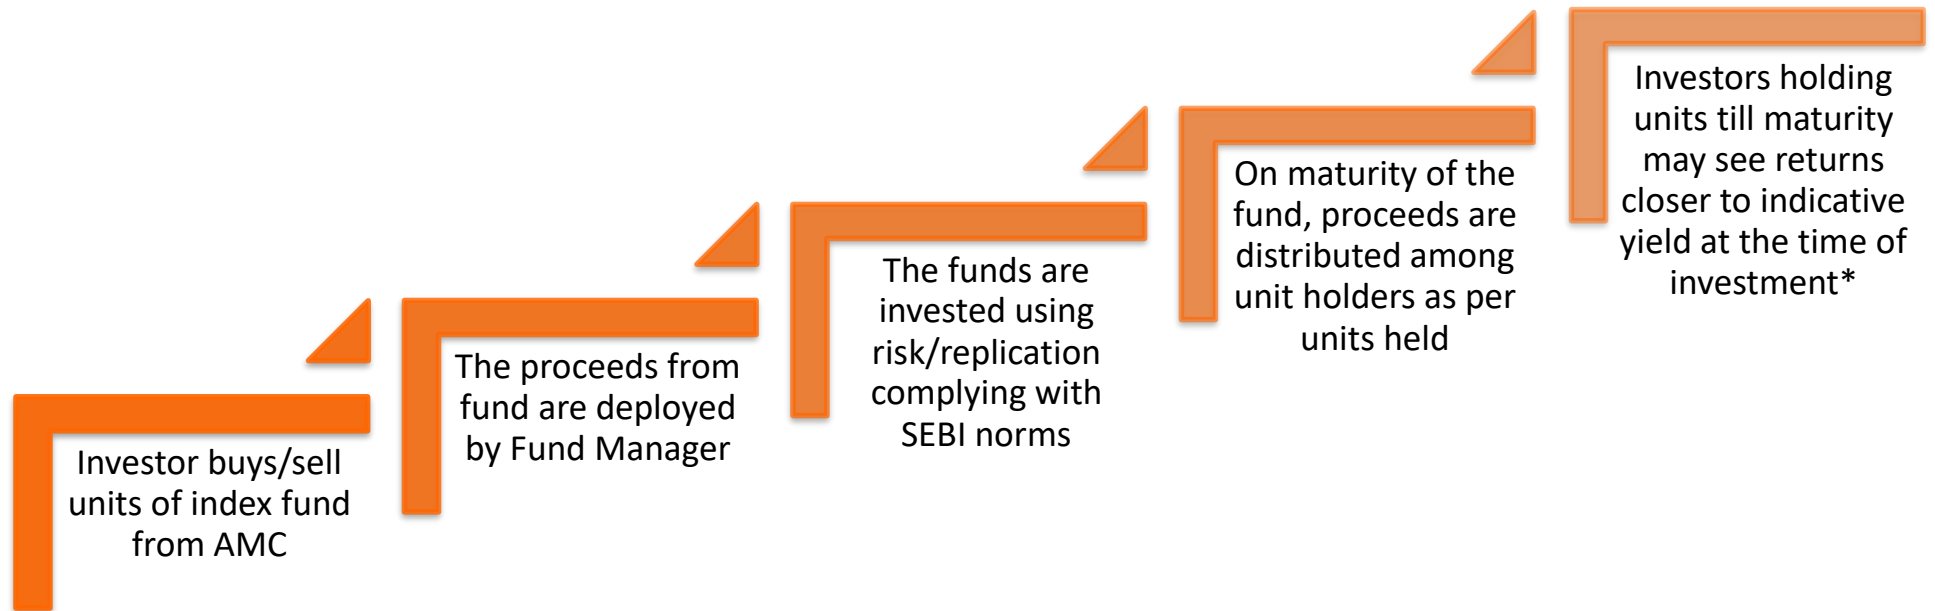 Investor buys/sell
units of index fund
from AMC
The proceeds from
fund are deployed
by Fund Manager
The funds are
invested using
risk/replication
complying with
SEBI norms
On maturity of the
fund, proceeds are
distributed among
unit holders as per
units held
Investors holding
units till maturity
may see returns
closer to indicative
yield at the time of
investment*